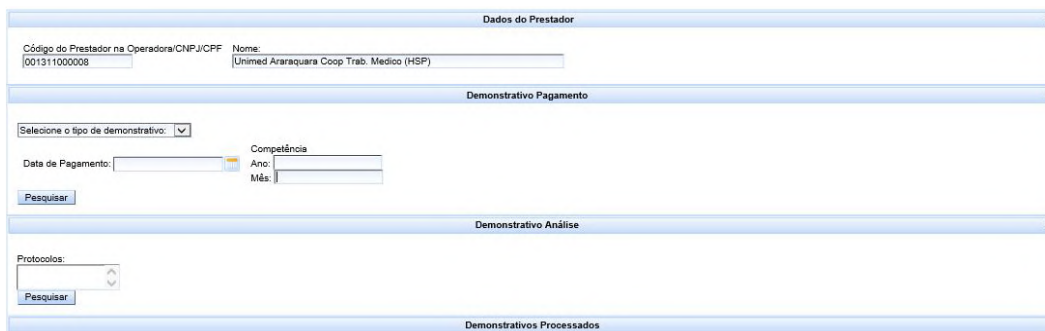 Dados do Prestador
Código do Prestador na Operadora/CNPJ/CPF Nome:
001311000008 Unimed Araraquara Coop Trab. Medico (HSP)
Demonstrativo Pagamento
Selecione o tipo de demonstrativo:
Competência
Data de Pagamento: Ano:
Mês:
Pesquisar
Demonstrativo Análise
Protocolos:
Pesquisar
Demonstrativos Processados